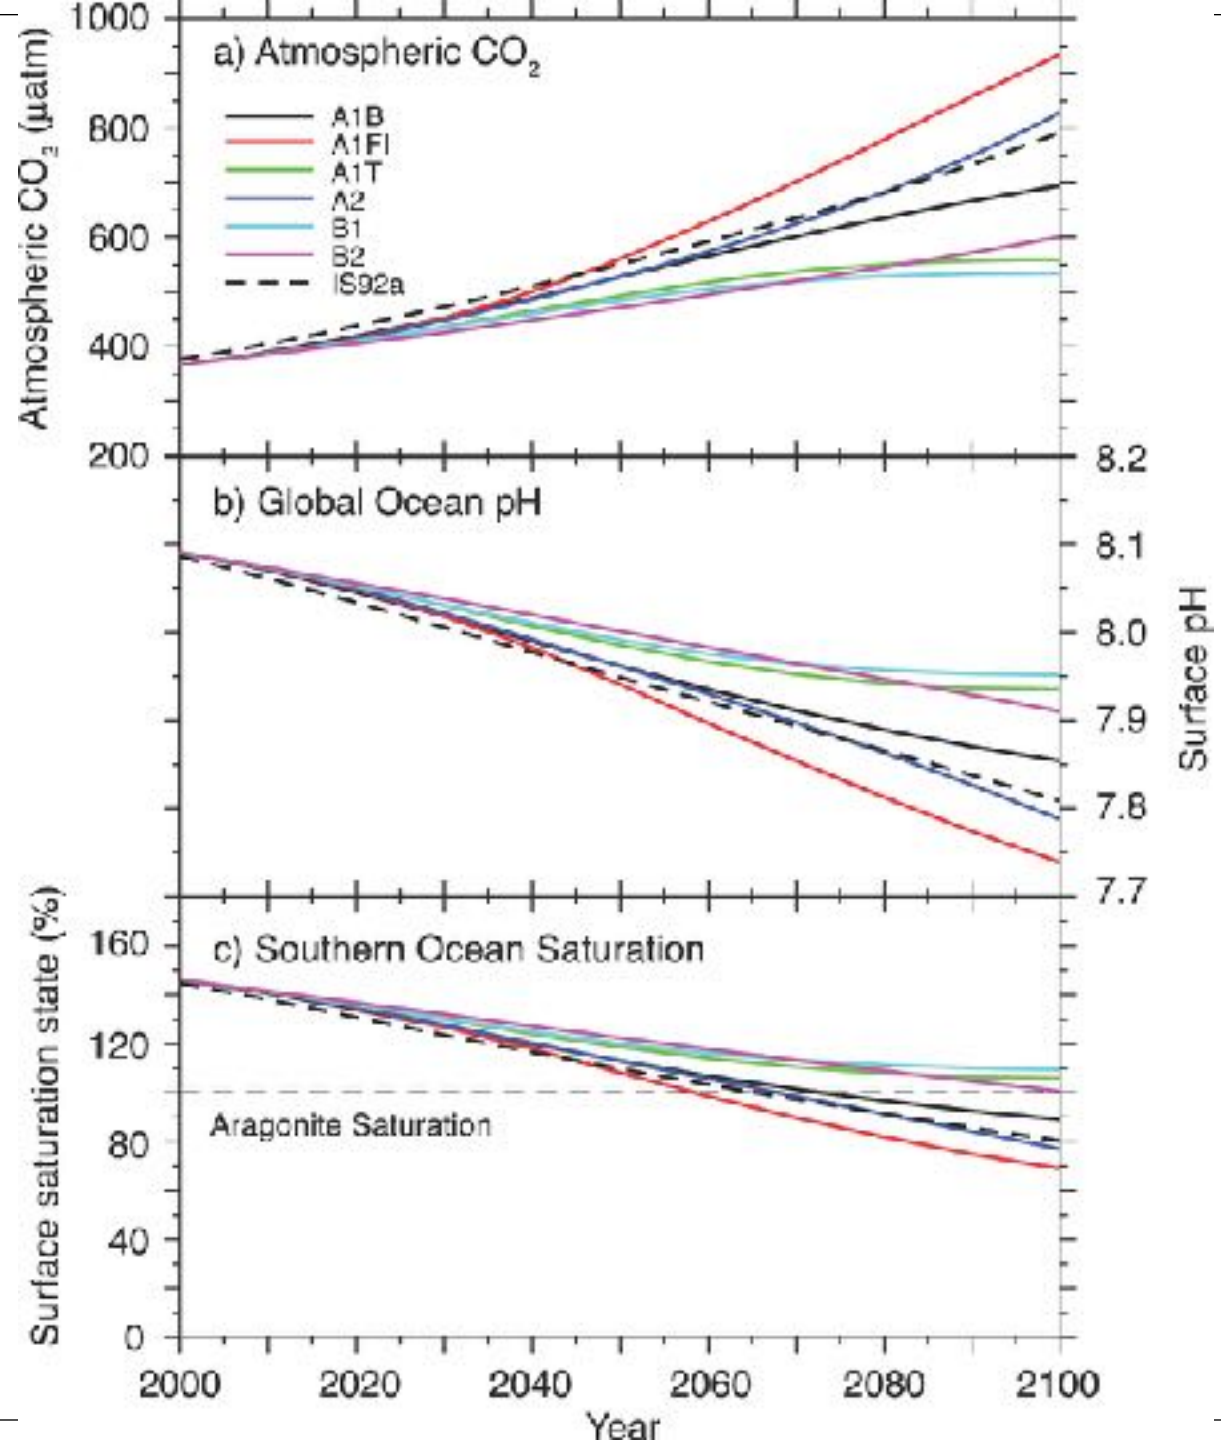 Atmospheric CO₂ (μatm)
1000
800
600
400
200
a) Atmospheric CO₂
A1B
A1FI
A1T
A2
B1
B2
IS92a
b) Global Ocean pH
8.2
8.1
8.0
7.9
7.8
7.7
Surface pH
Surface saturation state (%)
160
120
80
40
0
c) Southern Ocean Saturation
Aragonite Saturation
2000 2020 2040 2060 2080 2100
Year